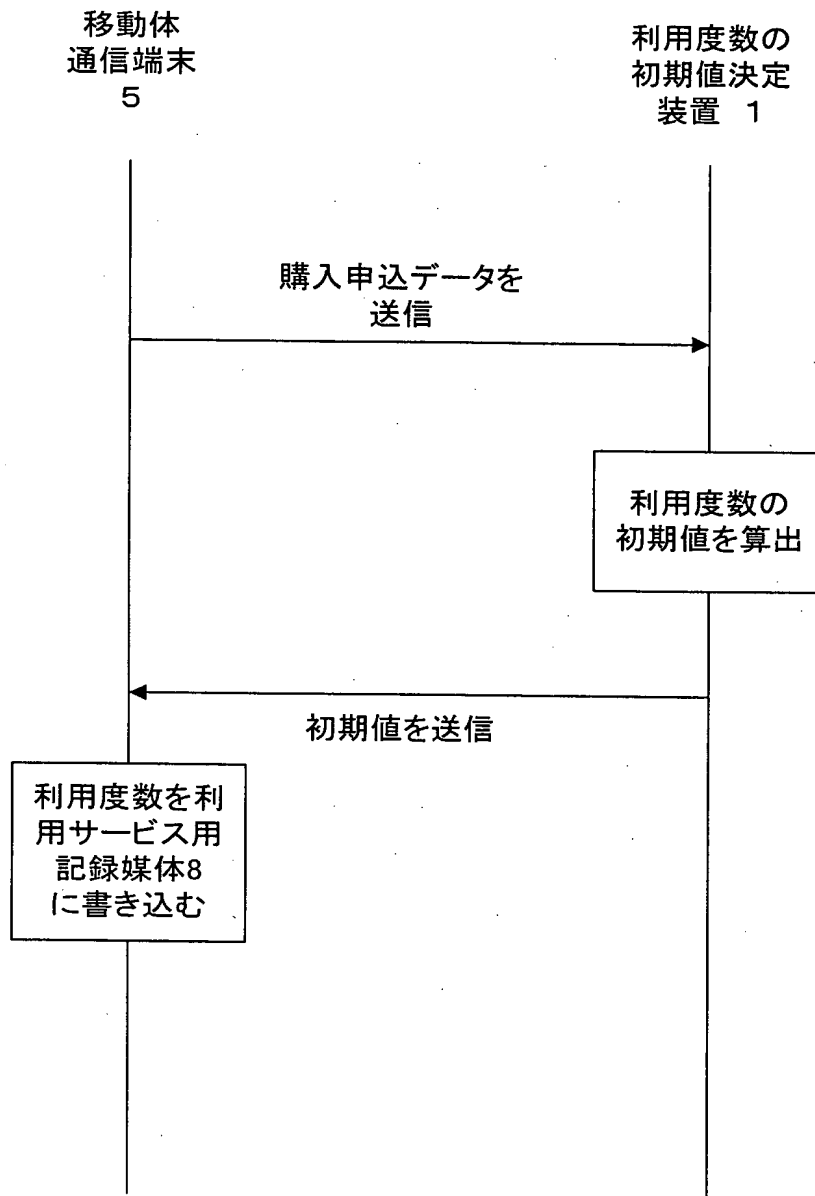 移動体
通信端末
5
利用度数の
初期値決定
装置 1
購入申込データを
送信
利用度数の
初期値を算出
初期値を送信
利用度数を利
用サービス用
記録媒体8
に書き込む